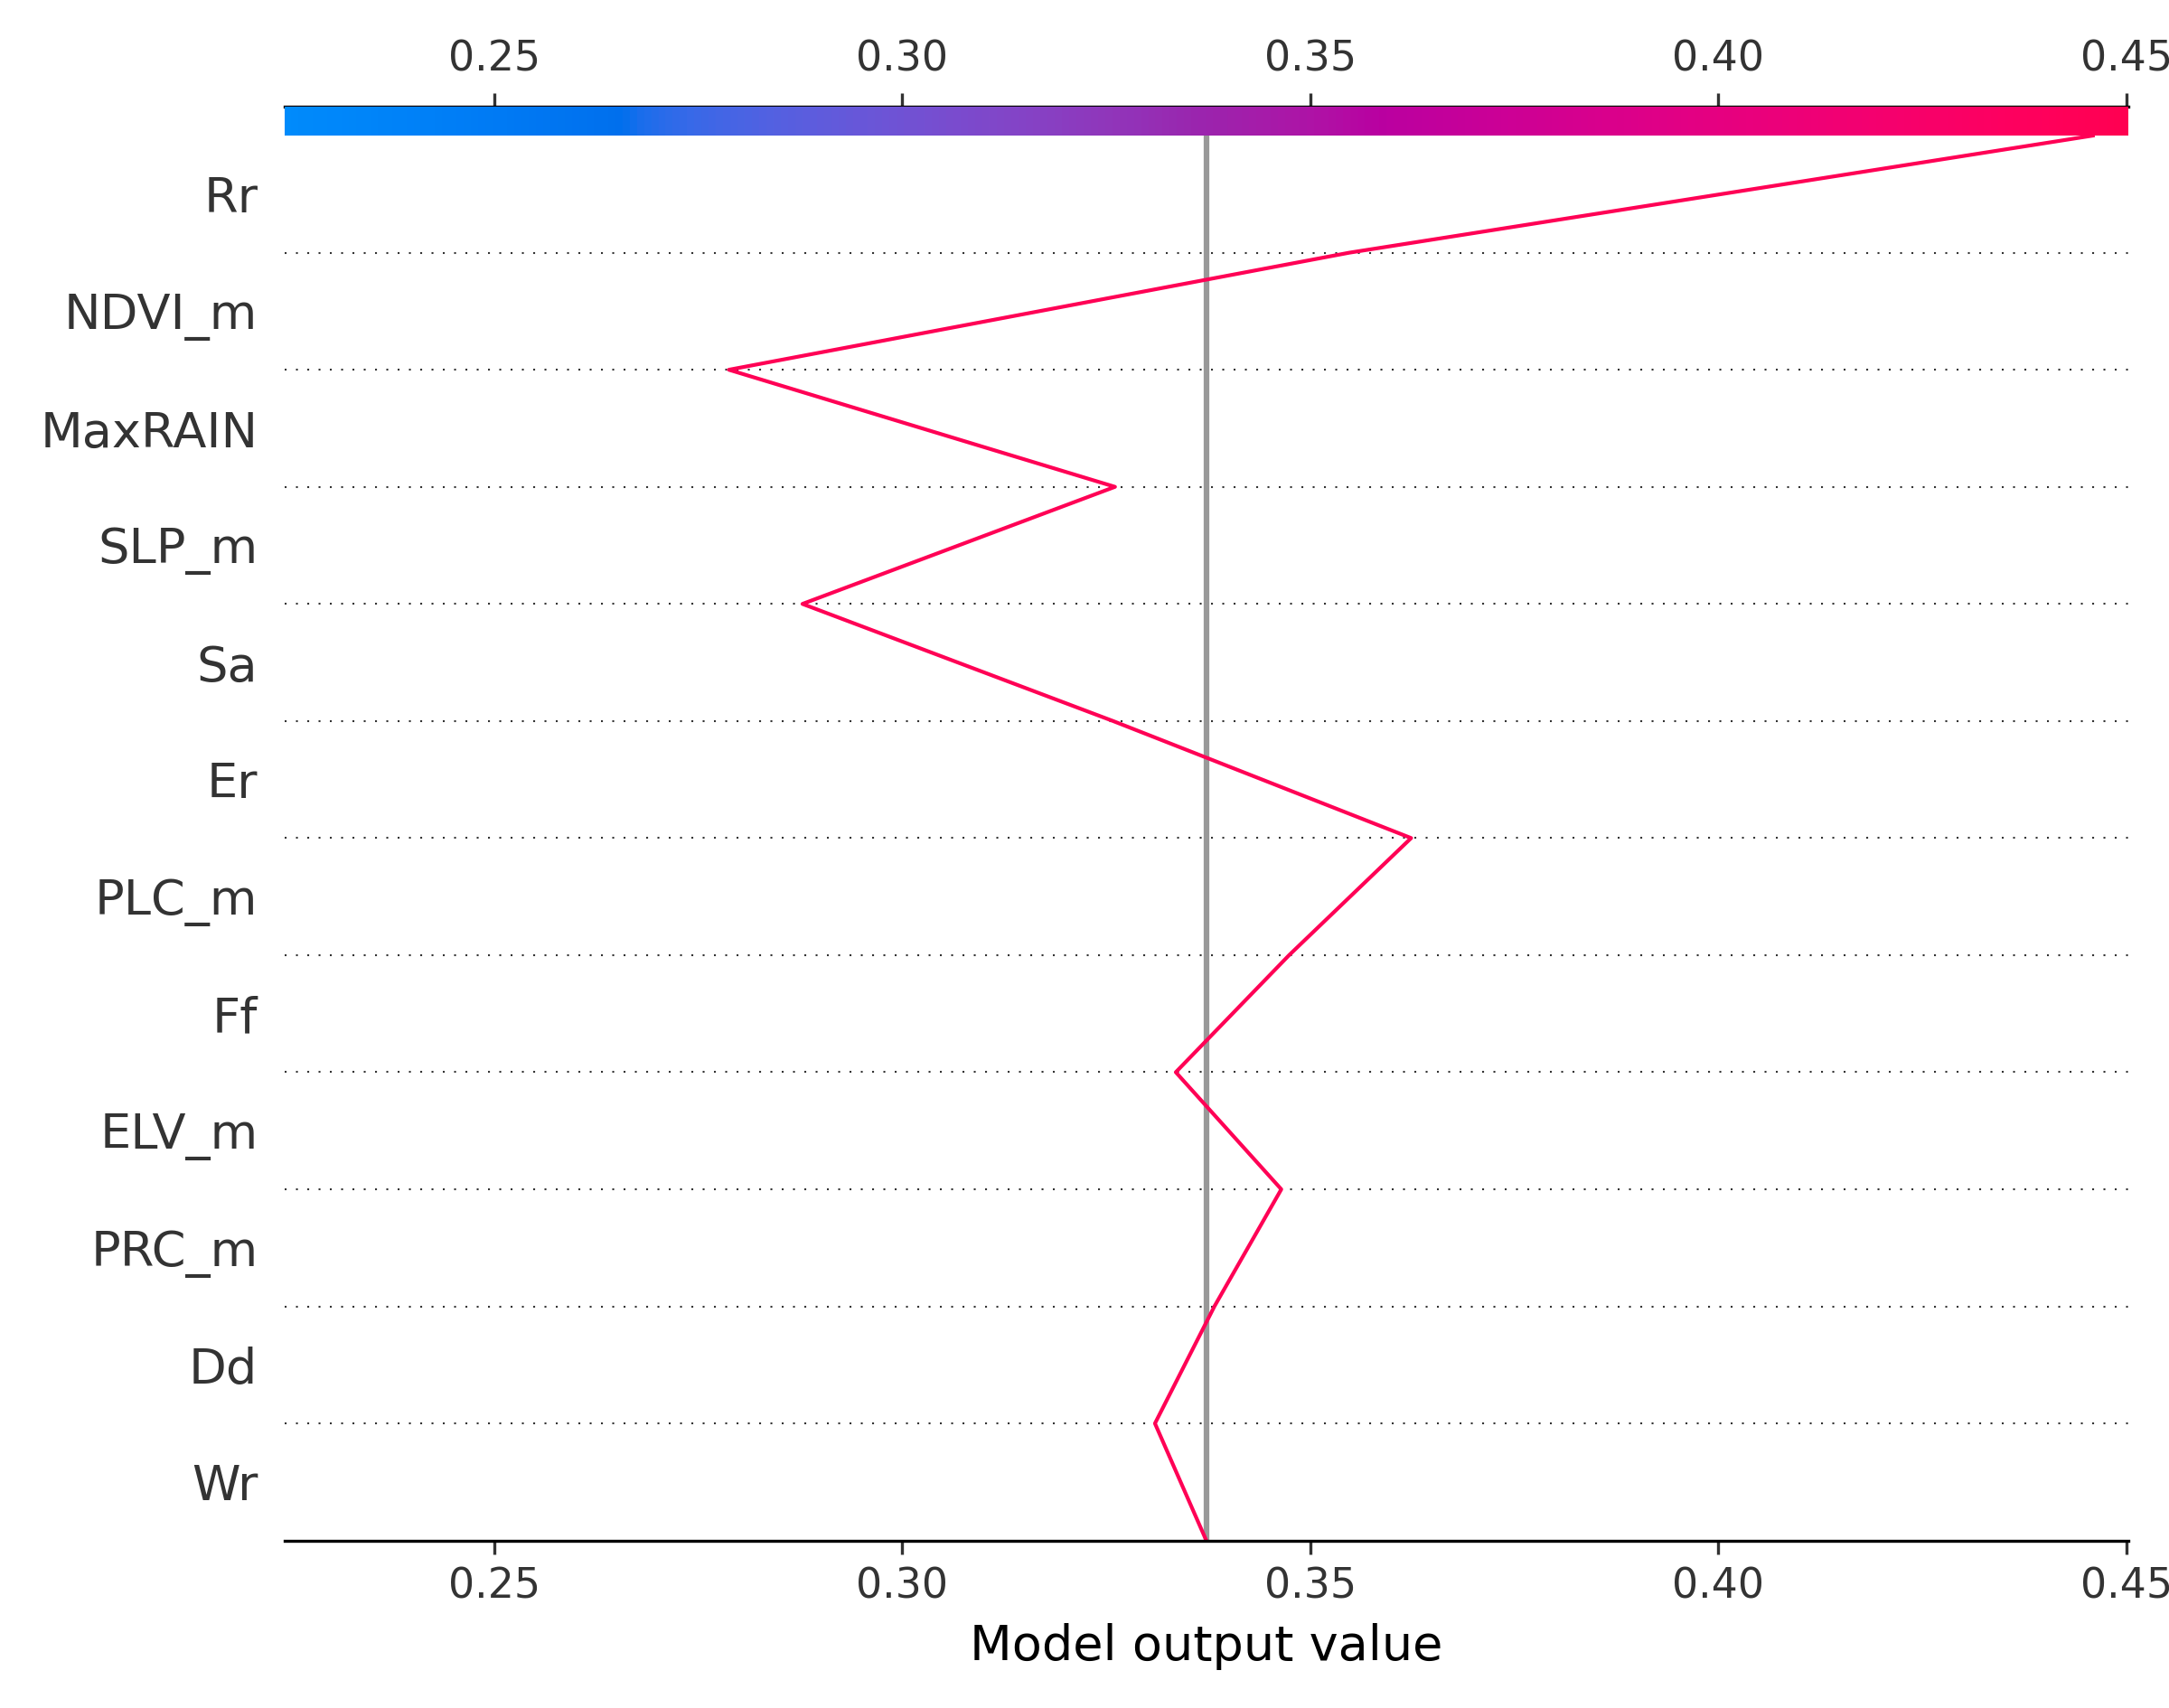 0.25 0.30 0.35 0.40 0.45
Rr
NDVI_m
MaxRAIN
SLP_m
Sa
Er
PLC_m
Ff
ELV_m
PRC_m
Dd
Wr
0.25 0.30 0.35 0.40 0.45
Model output value